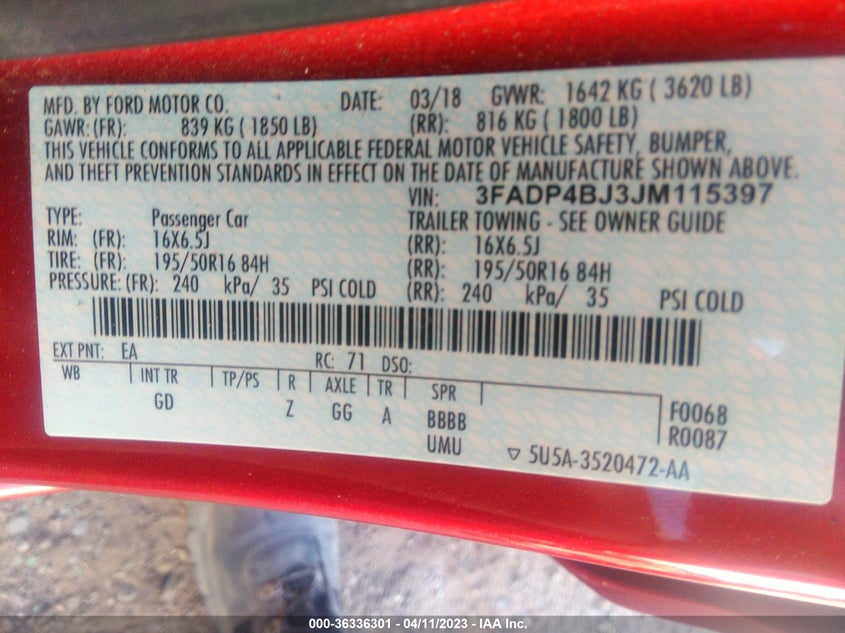 MFD. BY FORD MOTOR CO. DATE: 03/18 GVWR: 1642 KG ( 3620 LB)
GAWR: (FR): 839 KG ( 1850 LB) (RR): 816 KG ( 1800 LB)
THIS VEHICLE CONFORMS TO ALL APPLICABLE FEDERAL MOTOR VEHICLE SAFETY, BUMPER,
AND THEFT PREVENTION STANDARDS IN EFFECT ON THE DATE OF MANUFACTURE SHOWN ABOVE.
VIN: 3FADP4BJ3JM115397
TYPE: Passenger Car TRAILER TOWING - SEE OWNER GUIDE
RIM: (FR): 16X6.5J (RR): 16X6.5J
TIRE: (FR): 195/50R16 84H (RR): 195/50R16 84H
PRESSURE: (FR): 240 kPa/ 35 PSI COLD (RR): 240 kPa/ 35 PSI COLD
EXT PNT: EA RC: 71 DSO:
WB INT TR TP/PS R AXLE TR SPR
GD Z GG A BBBB F0068
UMU R0087
▽ 5U5A-3520472-AA
000-36336301 - 04/11/2023 - IAA Inc.